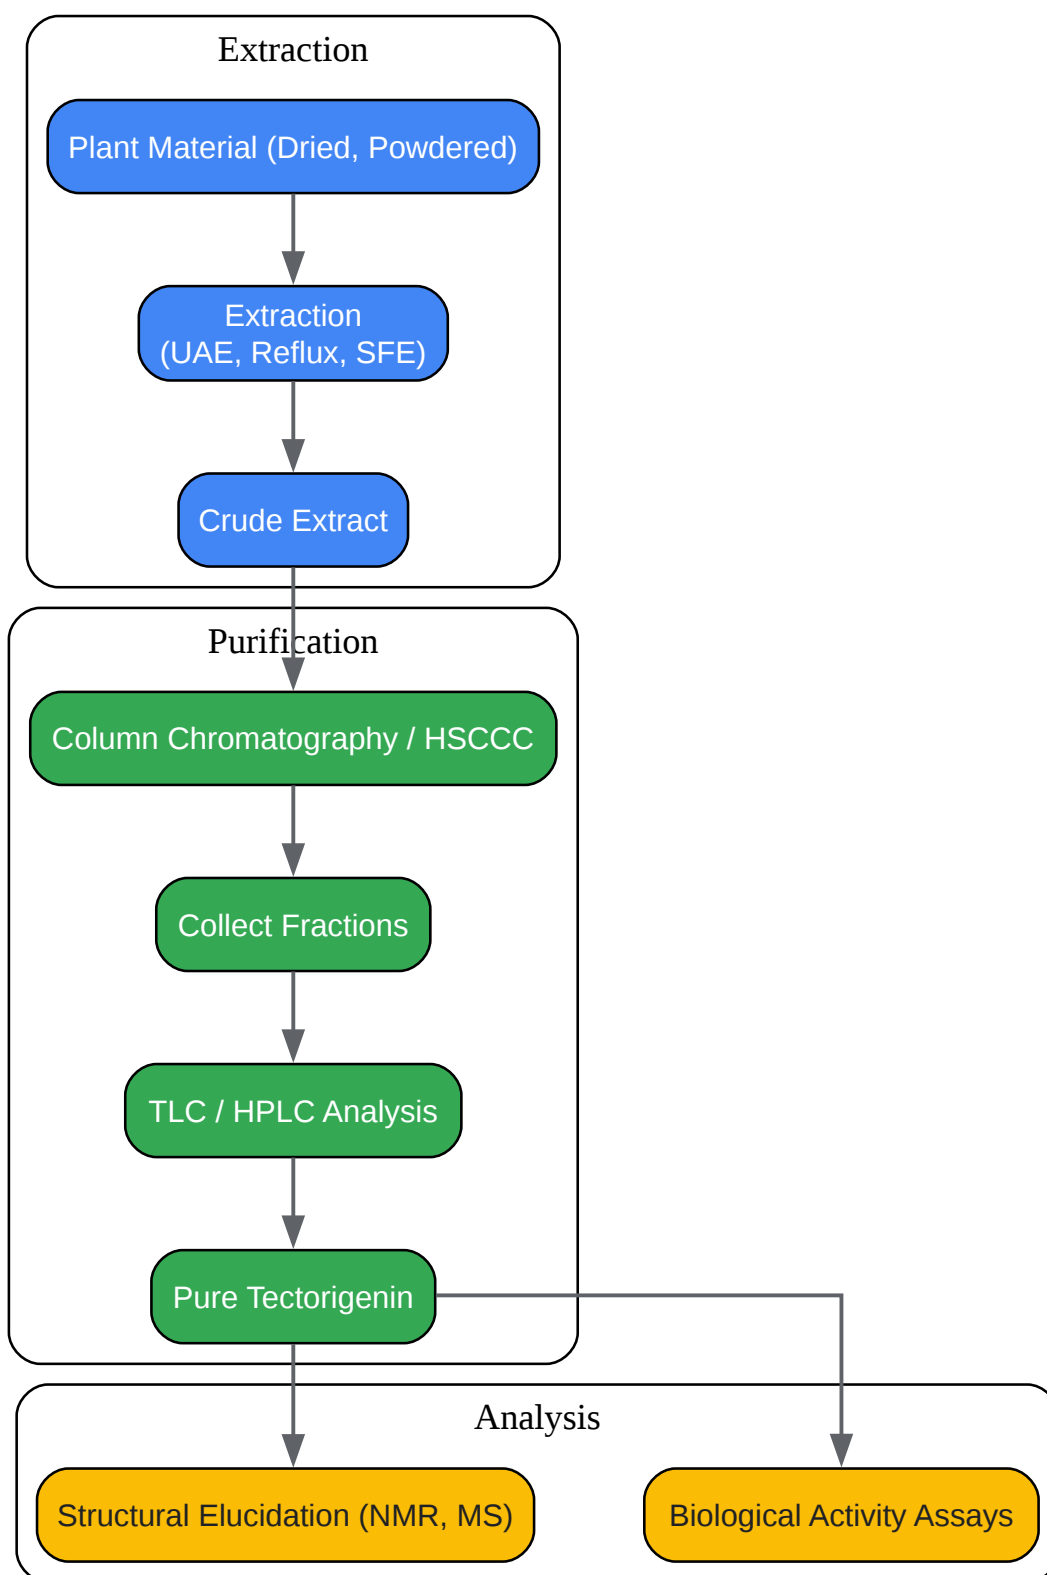 Extraction
Plant Material (Dried, Powdered)
Extraction
(UAE, Reflux, SFE)
Crude Extract
Purification
Column Chromatography / HSCCC
Collect Fractions
TLC / HPLC Analysis
Pure Tectorigenin
Analysis
Structural Elucidation (NMR, MS)
Biological Activity Assays